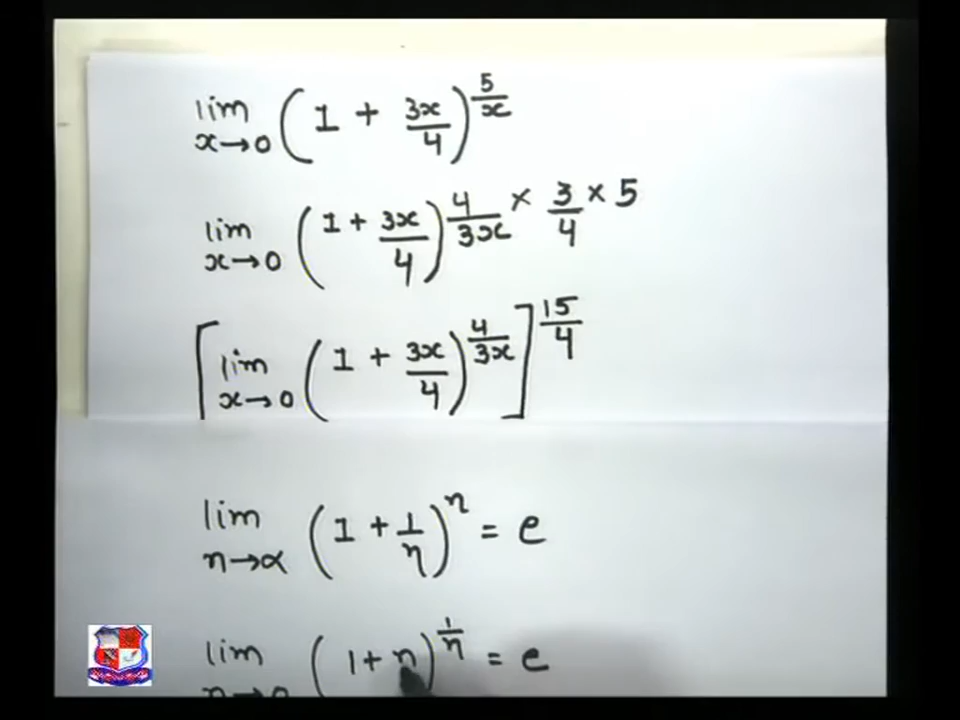 lim x→0 (1 + 3x/4)^5/x
lim x→0 (1 + 3x/4)^4/3x × 3/4 × 5
[lim x→0 (1 + 3x/4)^4/3x]^15/4
lim n→α (1 + 1/n)^n = e
lim n→0 (1 + n)^1/n = e